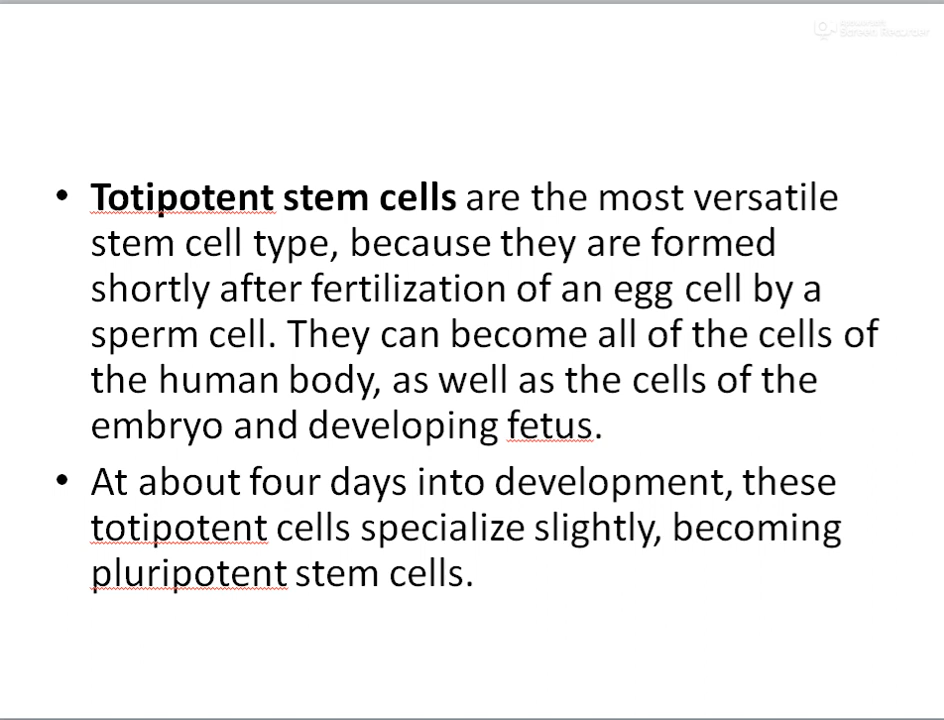 Screen Recorder
• Totipotent stem cells are the most versatile
stem cell type, because they are formed
shortly after fertilization of an egg cell by a
sperm cell. They can become all of the cells of
the human body, as well as the cells of the
embryo and developing fetus.
• At about four days into development, these
totipotent cells specialize slightly, becoming
pluripotent stem cells.